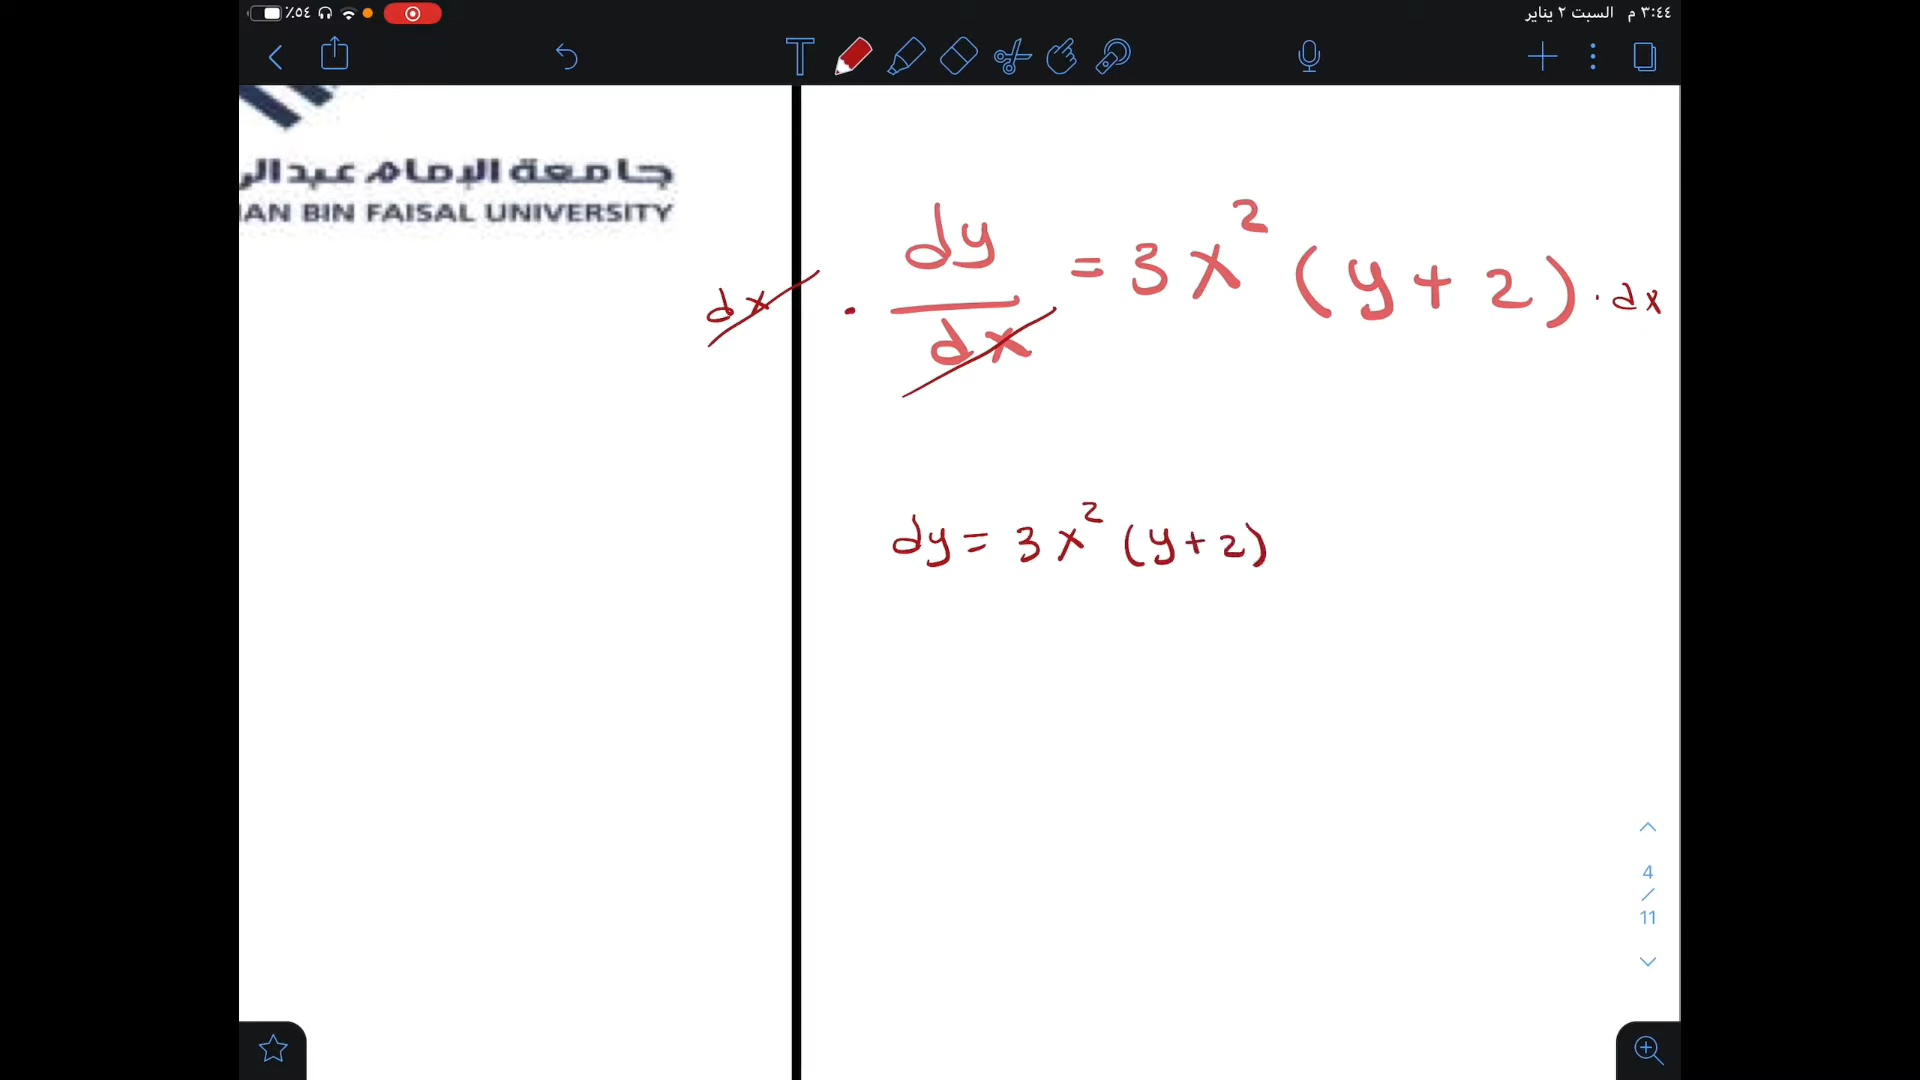 ٣:٤٤ م السبت ٢ يناير
٪٥٤
جامعة الإمام عبدالر
IAN BIN FAISAL UNIVERSITY
dx · dy/dx = 3x² (y+2) · dx
dy = 3x² (y+2)
4
/
11